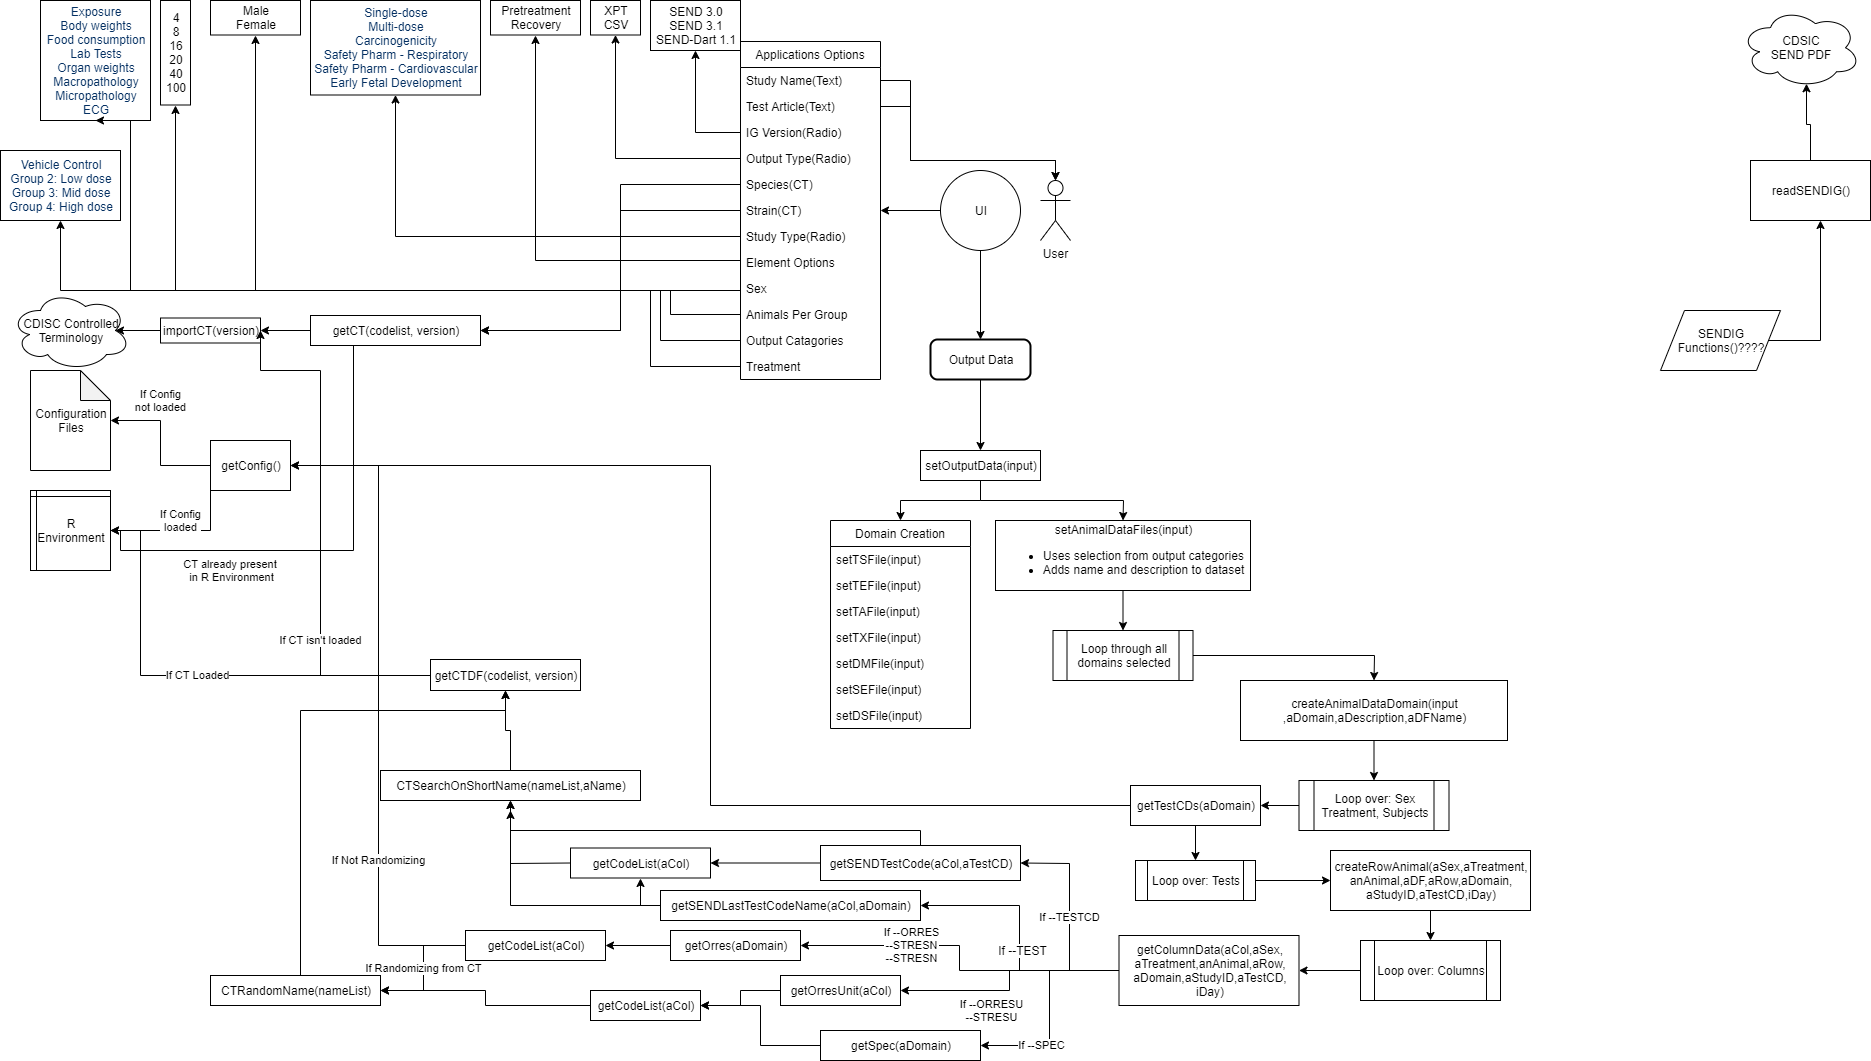 Exposure
Body weights
Food consumption
Lab Tests
Organ weights
Macropathology
Micropathology
ECG
4
8
16
20
40
100
Male
Female
Single-dose
Multi-dose
Carcinogenicity
Safety Pharm - Respiratory
Safety Pharm - Cardiovascular
Early Fetal Development
Pretreatment
Recovery
XPT
CSV
SEND 3.0
SEND 3.1
SEND-Dart 1.1
Applications Options
Study Name(Text)
Test Article(Text)
IG Version(Radio)
Output Type(Radio)
Species(CT)
Strain(CT)
Study Type(Radio)
Element Options
Sex
Animals Per Group
Output Catagories
Treatment
CDSIC
SEND PDF
readSENDIG()
SENDIG
Functions()????
Vehicle Control
Group 2: Low dose
Group 3: Mid dose
Group 4: High dose
UI
User
CDISC Controlled
Terminology
importCT(version)
getCT(codelist, version)
Output Data
Configuration
Files
If Config
not loaded
getConfig()
setOutputData(input)
R
Environment
If Config
loaded
CT already present
in R Environment
Domain Creation
setTSFile(input)
setTEFile(input)
setTAFile(input)
setTXFile(input)
setDMFile(input)
setSEFile(input)
setDSFile(input)
setAnimalDataFiles(input)
• Uses selection from output categories
• Adds name and description to dataset
Loop through all
domains selected
If CT isn't loaded
If CT Loaded
getCTDF(codelist, version)
createAnimalDataDomain(input
,aDomain,aDescription,aDFName)
CTSearchOnShortName(nameList,aName)
getTestCDs(aDomain)
Loop over: Sex
Treatment, Subjects
If Not Randomizing
getCodeList(aCol)
getSENDTestCode(aCol,aTestCD)
Loop over: Tests
createRowAnimal(aSex,aTreatment,
anAnimal,aDF,aRow,aDomain,
aStudyID,aTestCD,iDay)
getSENDLastTestCodeName(aCol,aDomain)
If --TESTCD
getCodeList(aCol)
getOrres(aDomain)
If --ORRES
--STRESN
--STRESN
If --TEST
getColumnData(aCol,aSex,
aTreatment,anAnimal,aRow,
aDomain,aStudyID,aTestCD,
iDay)
Loop over: Columns
If Randomizing from CT
CTRandomName(nameList)
getCodeList(aCol)
getOrresUnit(aCol)
If --ORRESU
--STRESU
getSpec(aDomain)
If --SPEC